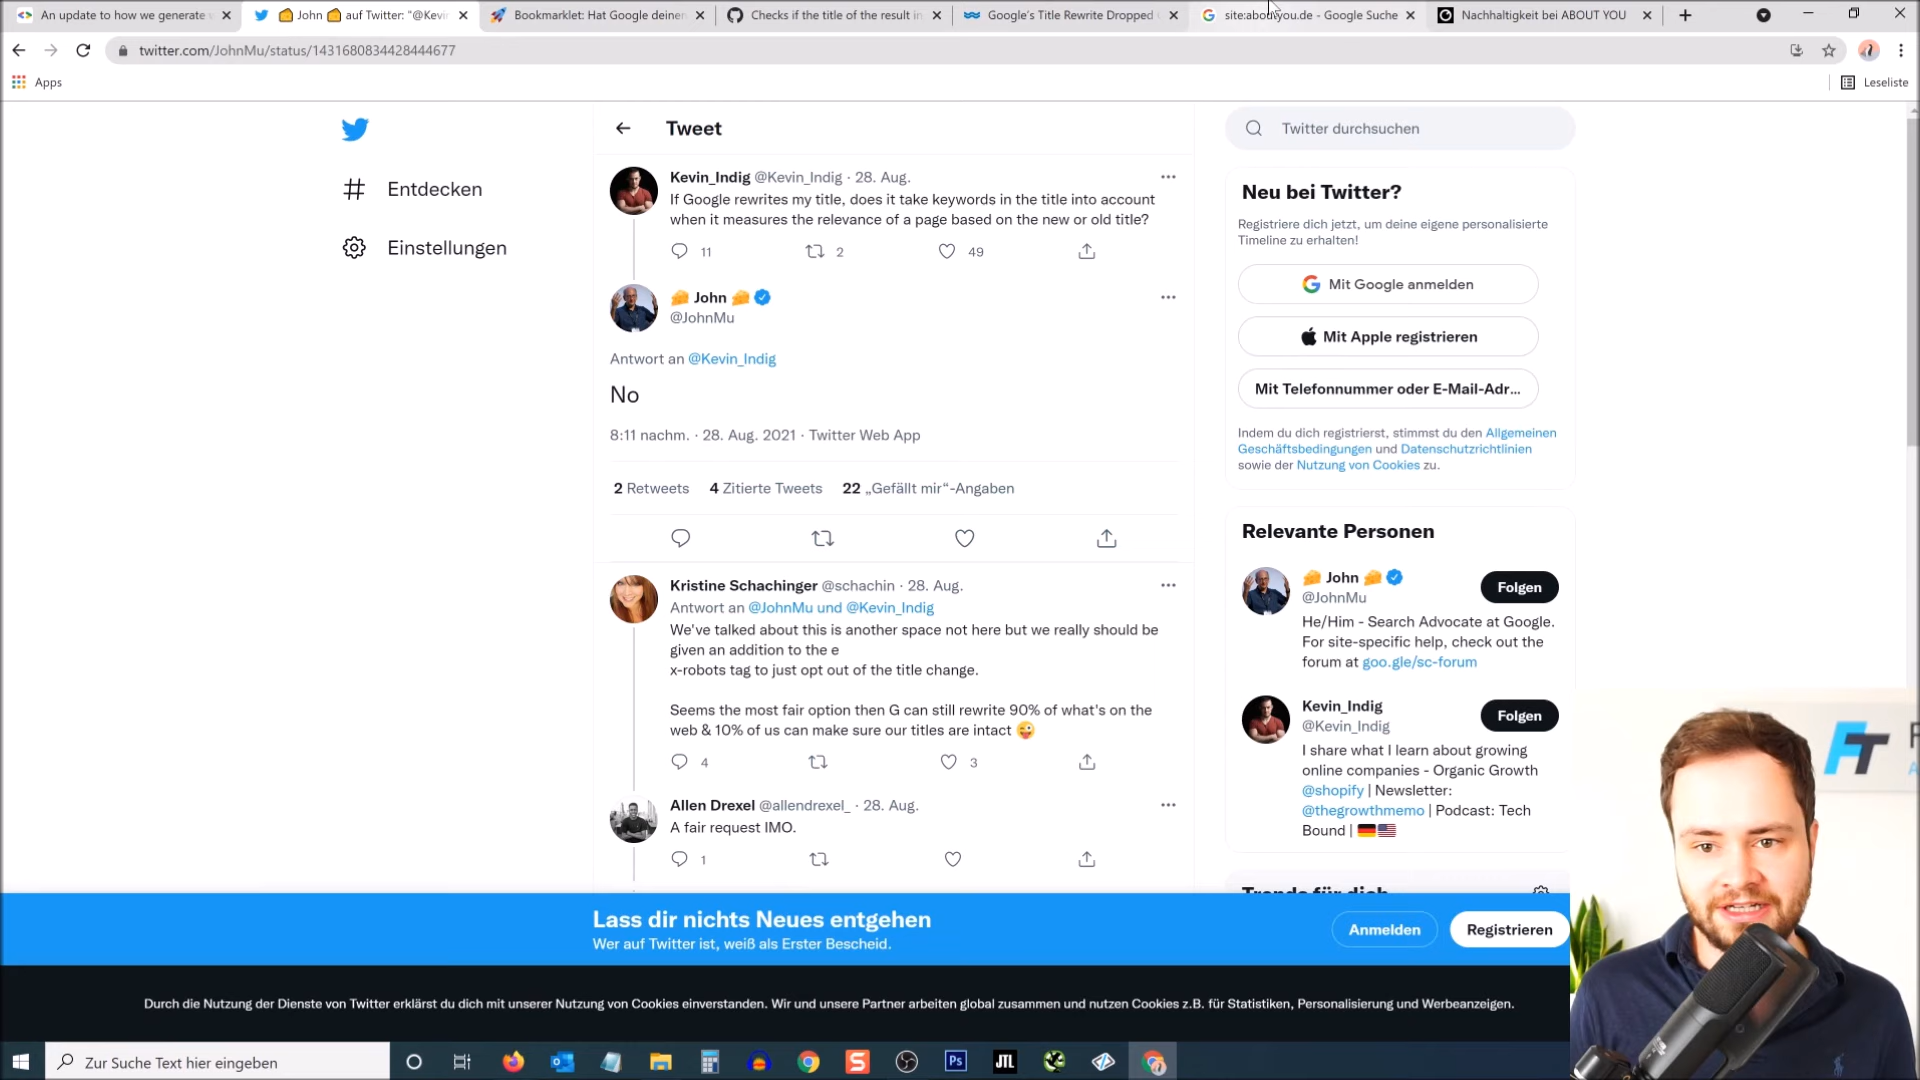 An update to how we generate
John auf Twitter: "@Kevi
Bookmarklet: Hat Google deinen
Checks if the title of the result in
Google's Title Rewrite Dropped
site:aboutyou.de - Google Suche
Nachhaltigkeit bei ABOUT YOU
twitter.com/JohnMu/status/1431680834428444677
Apps
Leseliste
Entdecken
Einstellungen
Tweet
Kevin_Indig @Kevin_Indig · 28. Aug.
If Google rewrites my title, does it take keywords in the title into account
when it measures the relevance of a page based on the new or old title?
11
2
49
🧀 John 🧀
@JohnMu
Antwort an @Kevin_Indig
No
8:11 nachm. · 28. Aug. 2021 · Twitter Web App
2 Retweets 4 Zitierte Tweets 22 „Gefällt mir“-Angaben
Kristine Schachinger @schachin · 28. Aug.
Antwort an @JohnMu und @Kevin_Indig
We've talked about this is another space not here but we really should be
given an addition to the e
x-robots tag to just opt out of the title change.
Seems the most fair option then G can still rewrite 90% of what's on the
web & 10% of us can make sure our titles are intact 😜
4
3
Allen Drexel @allendrexel_ · 28. Aug.
A fair request IMO.
1
Twitter durchsuchen
Neu bei Twitter?
Registriere dich jetzt, um deine eigene personalisierte
Timeline zu erhalten!
Mit Google anmelden
Mit Apple registrieren
Mit Telefonnummer oder E-Mail-Adr...
Indem du dich registrierst, stimmst du den Allgemeinen
Geschäftsbedingungen und Datenschutzrichtlinien
sowie der Nutzung von Cookies zu.
Relevante Personen
🧀 John 🧀
@JohnMu
Folgen
He/Him - Search Advocate at Google.
For site-specific help, check out the
forum at goo.gle/sc-forum
Kevin_Indig
@Kevin_Indig
Folgen
I share what I learn about growing
online companies - Organic Growth
@shopify | Newsletter:
@thegrowthmemo | Podcast: Tech
Bound | 🇩🇪🇺🇸
Trends für dich
FT
Lass dir nichts Neues entgehen
Wer auf Twitter ist, weiß als Erster Bescheid.
Anmelden
Registrieren
Durch die Nutzung der Dienste von Twitter erklärst du dich mit unserer Nutzung von Cookies einverstanden. Wir und unsere Partner arbeiten global zusammen und nutzen Cookies z.B. für Statistiken, Personalisierung und Werbeanzeigen.
Zur Suche Text hier eingeben
Ps
JTL